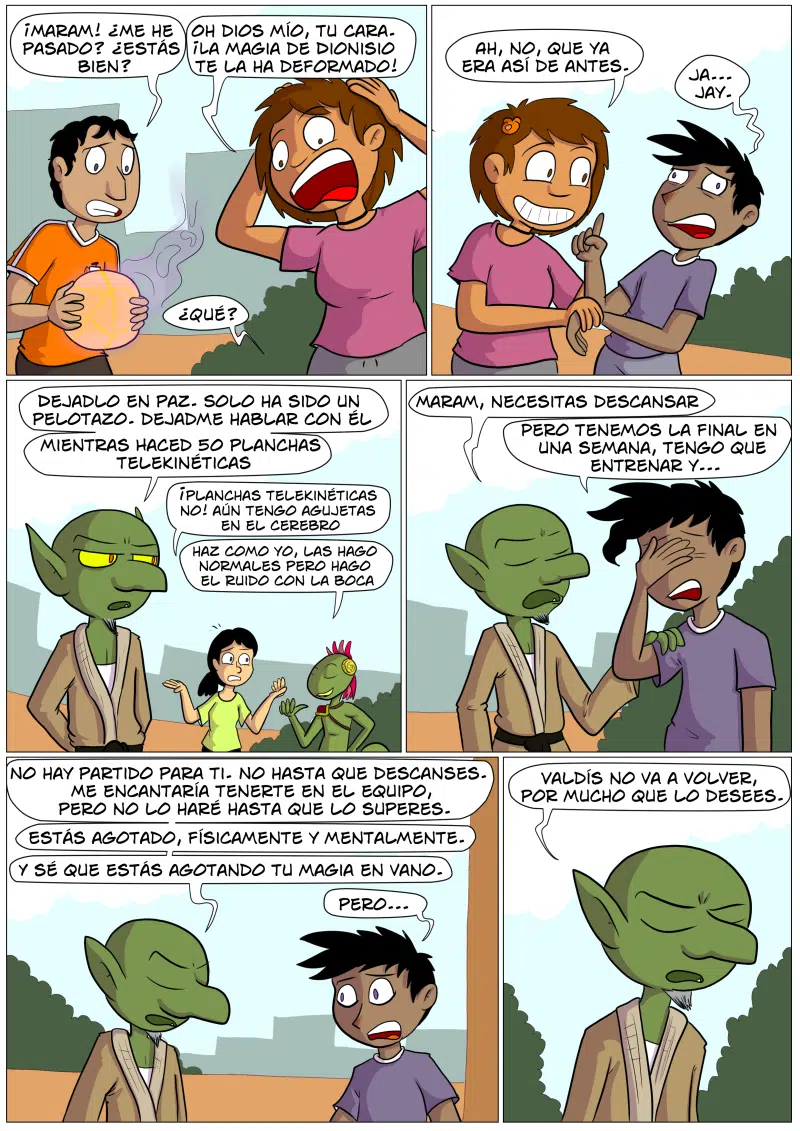 ¡MARAM! ¿ME HE
PASADO? ¿ESTÁS
BIEN?
OH DIOS MÍO, TU CARA.
¡LA MAGIA DE DIONISIO
TE LA HA DEFORMADO!
¿QUÉ?
AH, NO, QUE YA
ERA ASÍ DE ANTES.
JA...
JAY.
DEJADLO EN PAZ. SOLO HA SIDO UN
PELOTAZO. DEJADME HABLAR CON ÉL
MIENTRAS HACED 50 PLANCHAS
TELEKINÉTICAS
¡PLANCHAS TELEKINÉTICAS
NO! AÚN TENGO AGUJETAS
EN EL CEREBRO
HAZ COMO YO, LAS HAGO
NORMALES PERO HAGO
EL RUIDO CON LA BOCA
MARAM, NECESITAS DESCANSAR
PERO TENEMOS LA FINAL EN
UNA SEMANA, TENGO QUE
ENTRENAR Y...
NO HAY PARTIDO PARA TI. NO HASTA QUE DESCANSES.
ME ENCANTARÍA TENERTE EN EL EQUIPO,
PERO NO LO HARÉ HASTA QUE LO SUPERES.
ESTÁS AGOTADO, FÍSICAMENTE Y MENTALMENTE.
Y SÉ QUE ESTÁS AGOTANDO TU MAGIA EN VANO.
PERO...
VALDÍS NO VA A VOLVER,
POR MUCHO QUE LO DESEES.